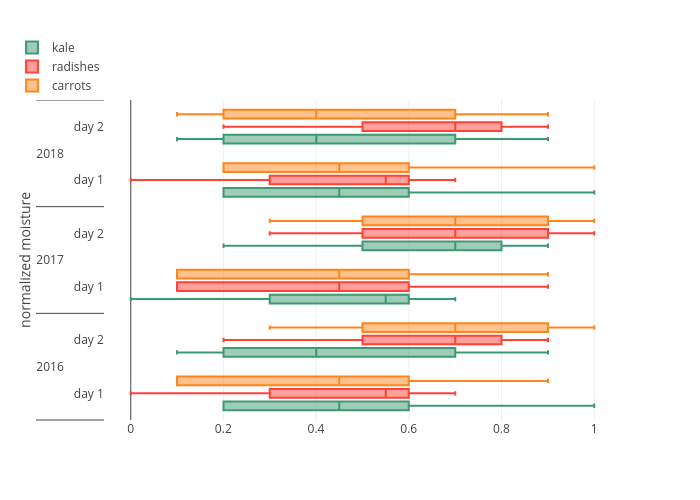 kale
radishes
carrots
day 2
2018
day 1
day 2
2017
day 1
day 2
2016
day 1
normalized moisture
0 0.2 0.4 0.6 0.8 1